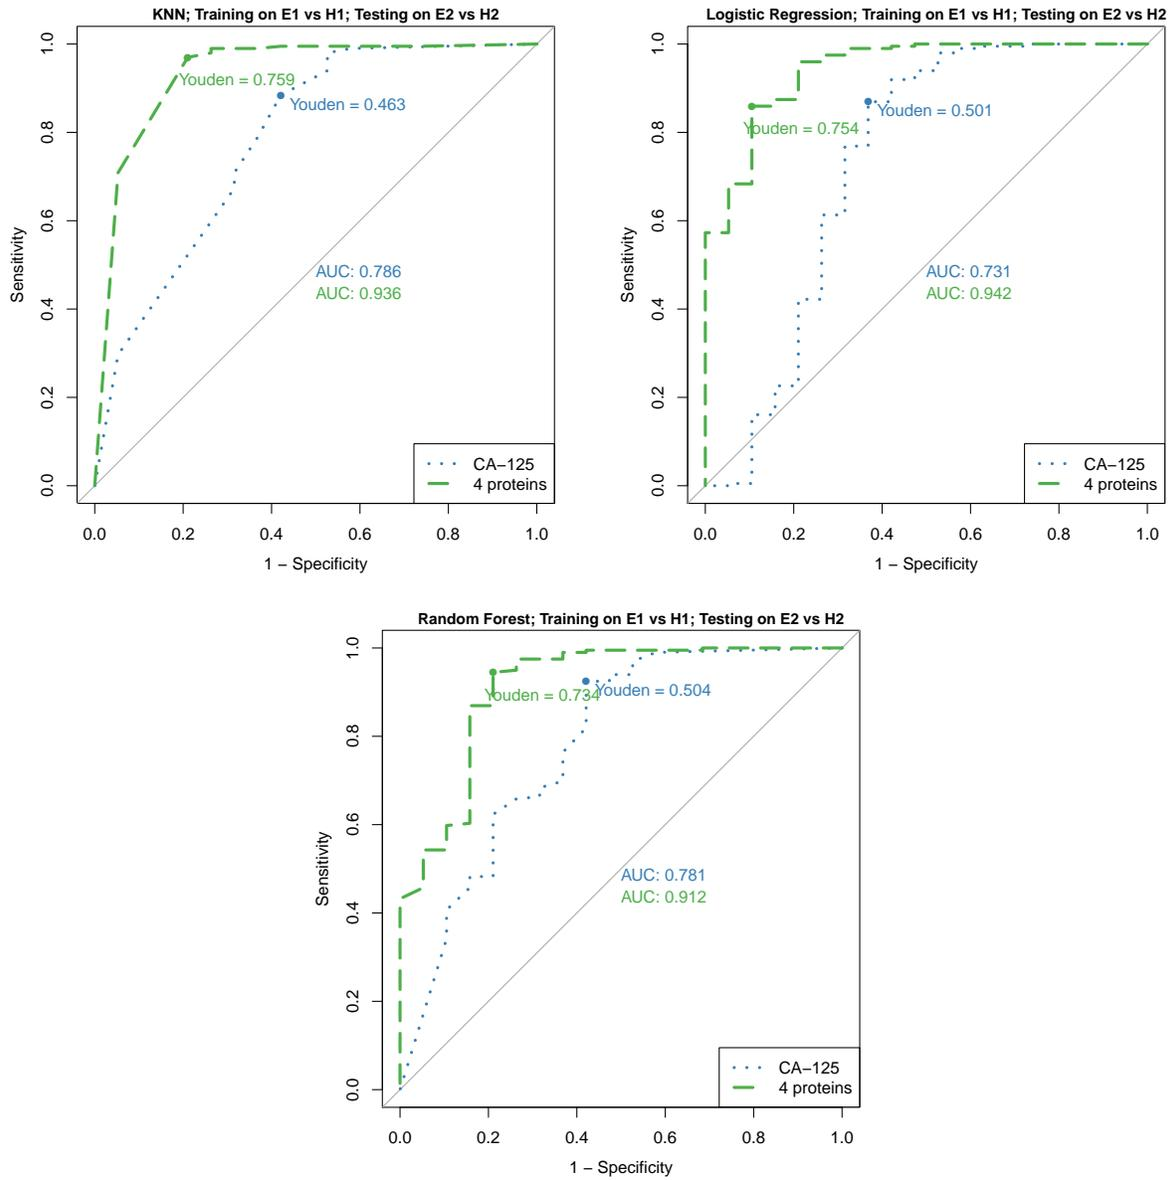 KNN; Training on E1 vs H1; Testing on E2 vs H2
Sensitivity
1.0
0.8
0.6
0.4
0.2
0.0
Youden = 0.759
Youden = 0.463
AUC: 0.786
AUC: 0.936
CA−125
4 proteins
0.0 0.2 0.4 0.6 0.8 1.0
1 − Specificity
Logistic Regression; Training on E1 vs H1; Testing on E2 vs H2
Sensitivity
1.0
0.8
0.6
0.4
0.2
0.0
Youden = 0.501
Youden = 0.754
AUC: 0.731
AUC: 0.942
CA−125
4 proteins
0.0 0.2 0.4 0.6 0.8 1.0
1 − Specificity
Random Forest; Training on E1 vs H1; Testing on E2 vs H2
Sensitivity
1.0
0.8
0.6
0.4
0.2
0.0
Youden = 0.734
Youden = 0.504
AUC: 0.781
AUC: 0.912
CA−125
4 proteins
0.0 0.2 0.4 0.6 0.8 1.0
1 − Specificity